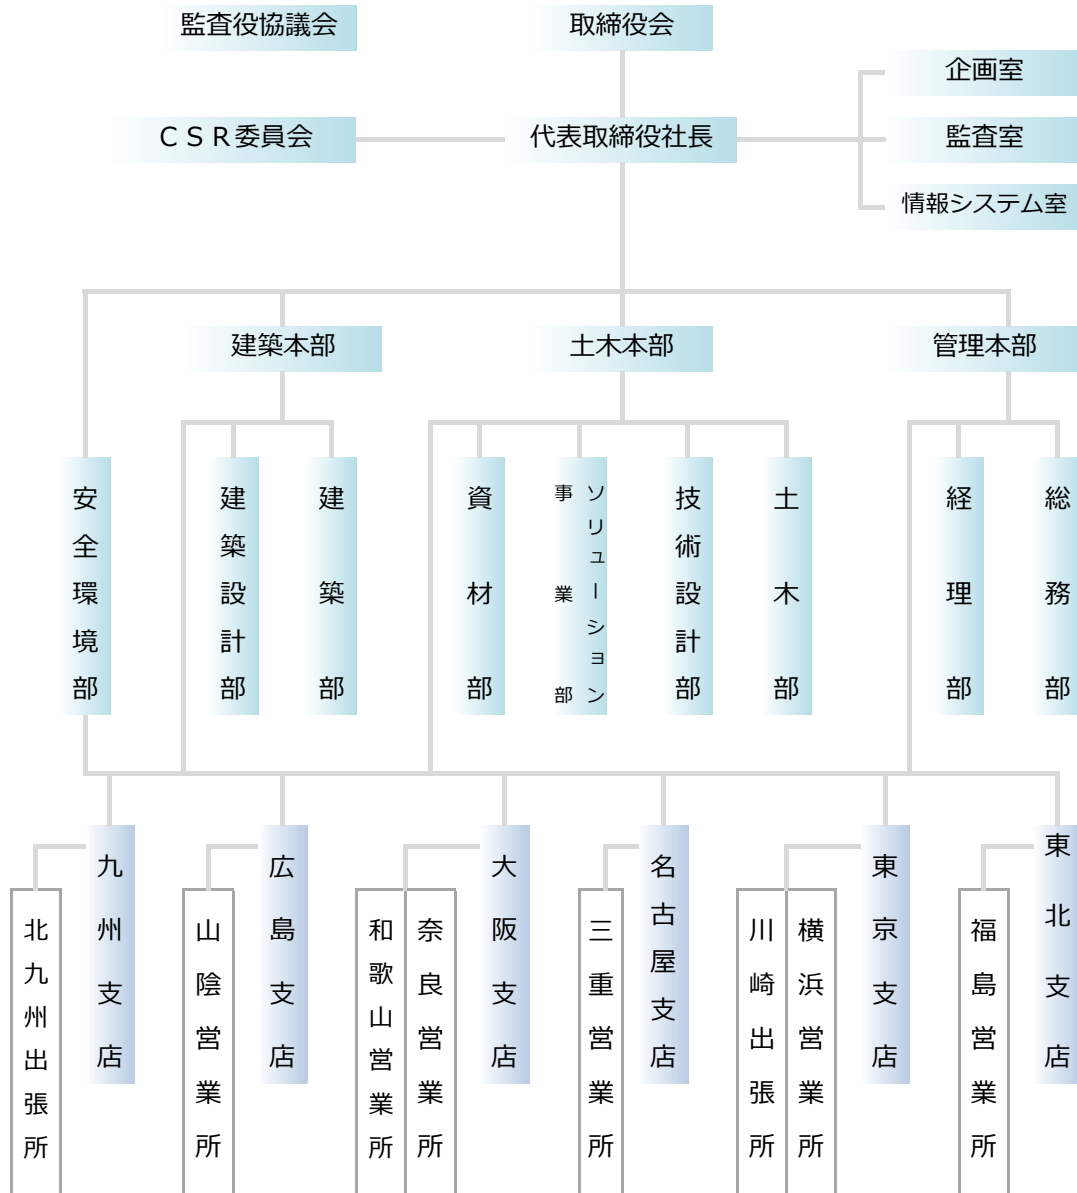 監査役協議会
取締役会
企画室
ＣＳＲ委員会
代表取締役社長
監査室
情報システム室
建築本部
土木本部
管理本部
安全環境部
建築設計部
建築部
資材部
ソリューション
事業部
技術設計部
土木部
経理部
総務部
九州支店
広島支店
大阪支店
名古屋支店
東京支店
東北支店
北九州出張所
山陰営業所
和歌山営業所
奈良営業所
三重営業所
川崎出張所
横浜営業所
福島営業所